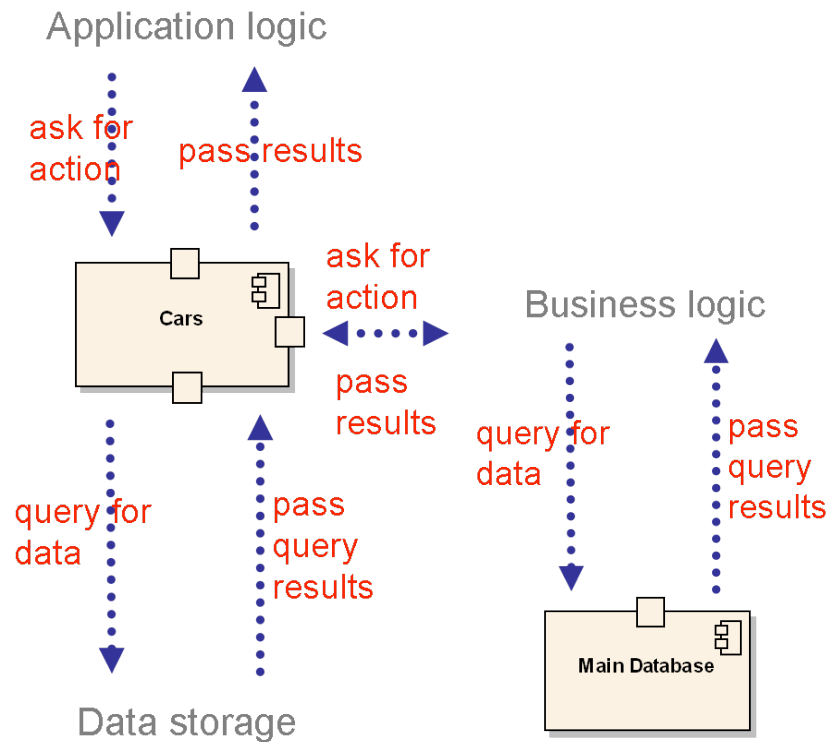 Application logic
ask for
action
pass results
Cars
ask for
action
pass
results
query for
data
pass
query
results
Data storage
Business logic
query for
data
pass
query
results
Main Database